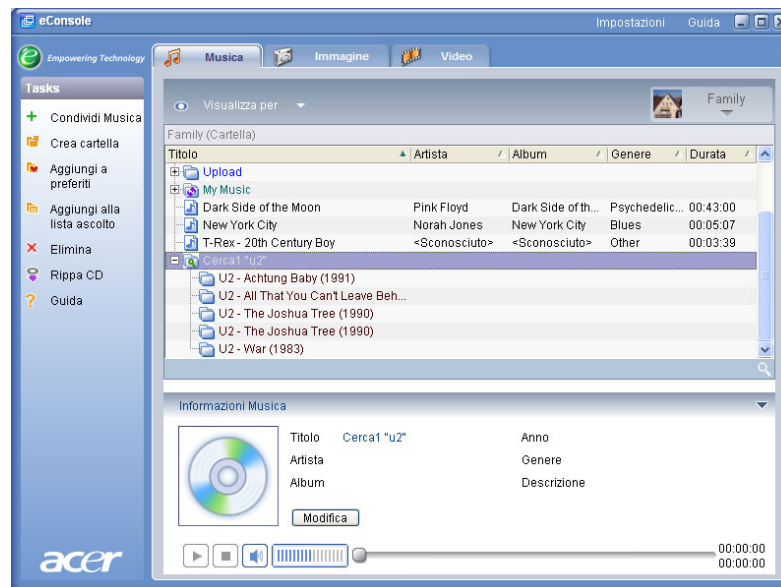 eConsole
Impostazioni Guida
Empowering Technology
Musica Immagine Video
Tasks
Condividi Musica
Crea cartella
Aggiungi a
preferiti
Aggiungi alla
lista ascolto
Elimina
Rippa CD
Guida
Visualizza per
Family
Family (Cartella)
Titolo Artista Album Genere Durata
Upload
My Music
Dark Side of the Moon Pink Floyd Dark Side of th... Psychedelic... 00:43:00
New York City Norah Jones New York City Blues 00:05:07
T-Rex - 20th Century Boy <Sconosciuto> <Sconosciuto> Other 00:03:39
Cerca1 "u2"
U2 - Achtung Baby (1991)
U2 - All That You Can't Leave Beh...
U2 - The Joshua Tree (1990)
U2 - The Joshua Tree (1990)
U2 - War (1983)
Informazioni Musica
Titolo Cerca1 "u2" Anno
Artista Genere
Album Descrizione
Modifica
00:00:00
00:00:00
acer